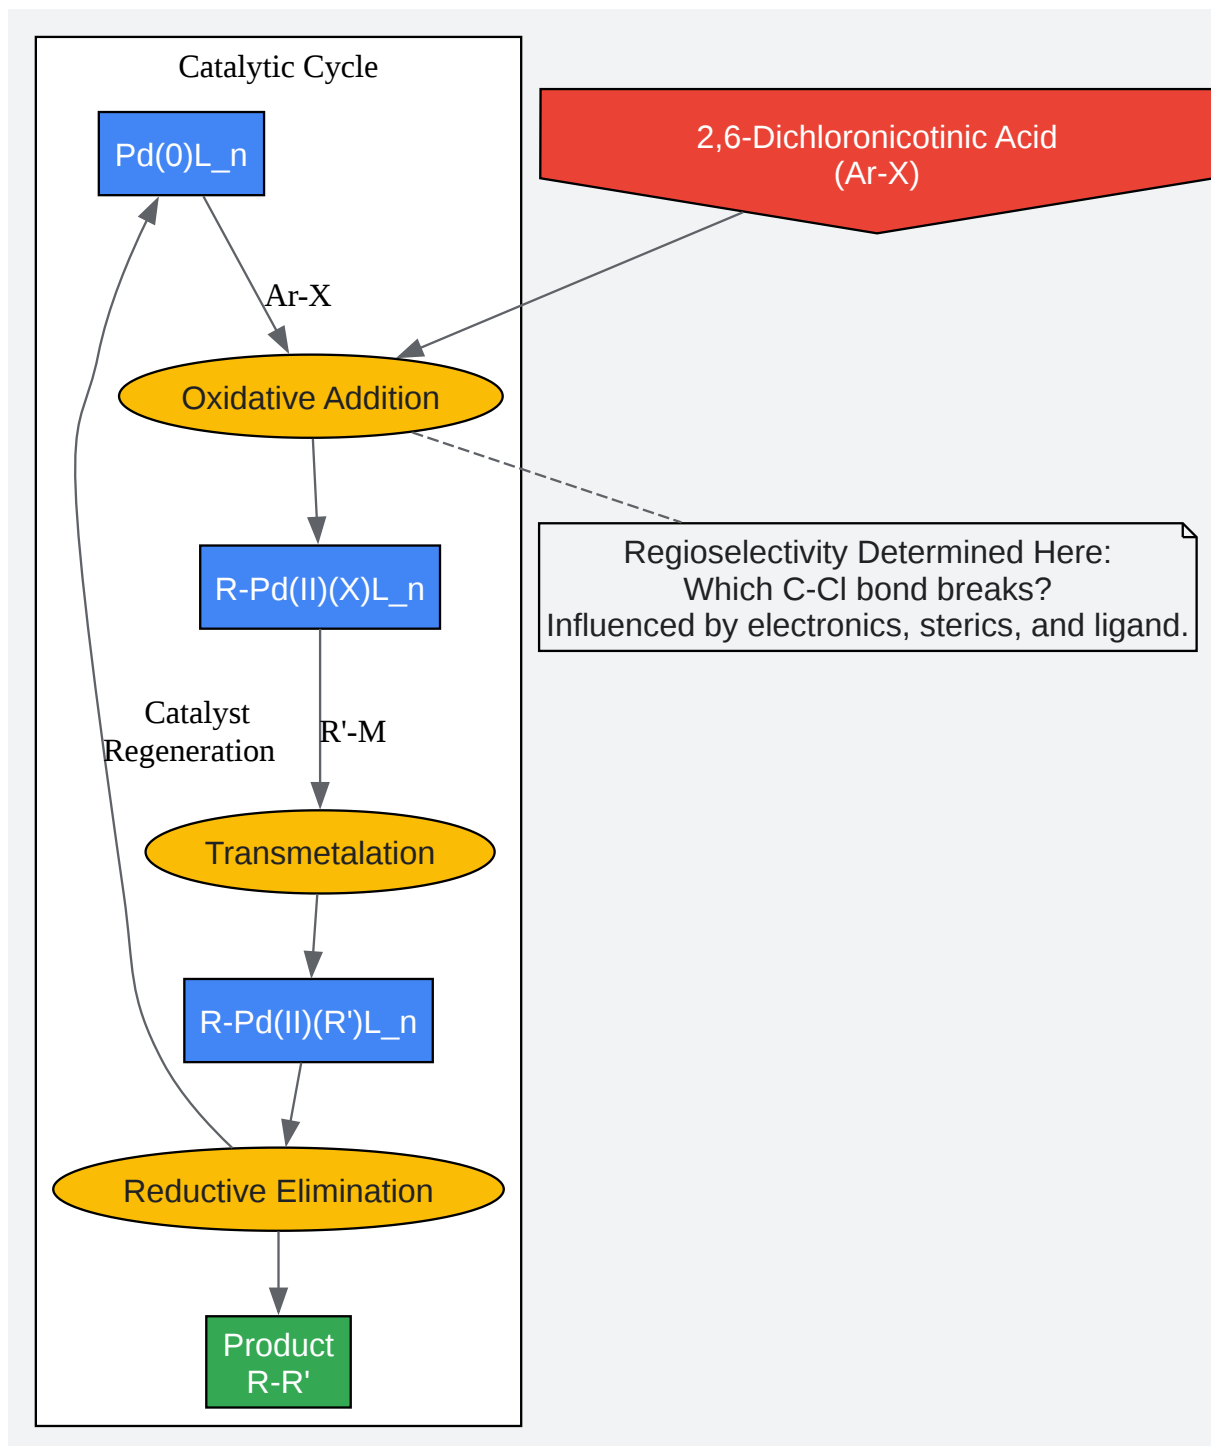 Catalytic Cycle
Pd(0)L_n
2,6-Dichloronicotinic Acid
(Ar-X)
Ar-X
Oxidative Addition
Regioselectivity Determined Here:
Which C-Cl bond breaks?
Influenced by electronics, sterics, and ligand.
R-Pd(II)(X)L_n
Catalyst
Regeneration
R'-M
Transmetalation
R-Pd(II)(R')L_n
Reductive Elimination
Product
R-R'